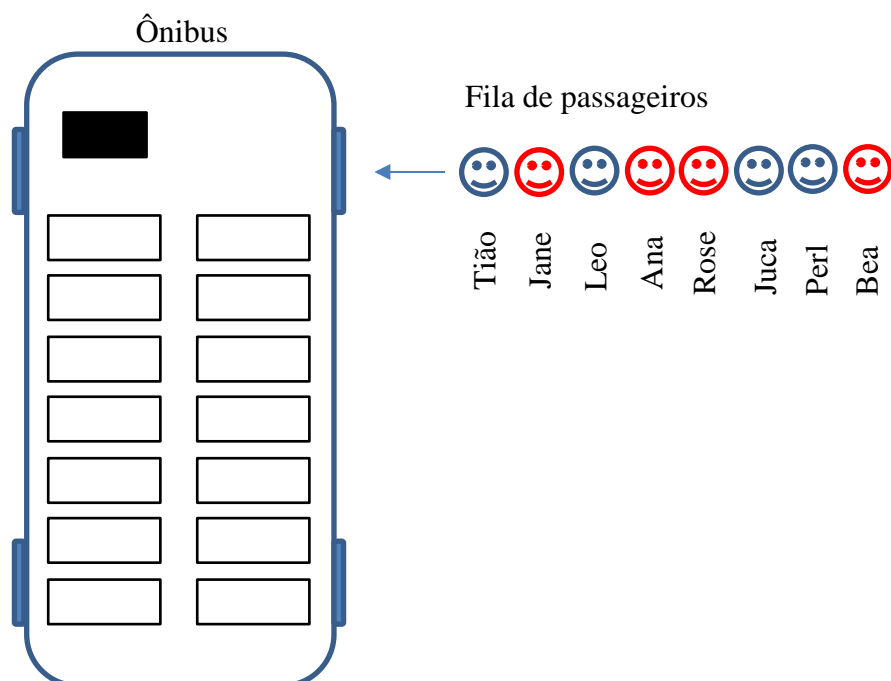 Ônibus
Fila de passageiros
Tião
Jane
Leo
Ana
Rose
Juca
Perl
Bea